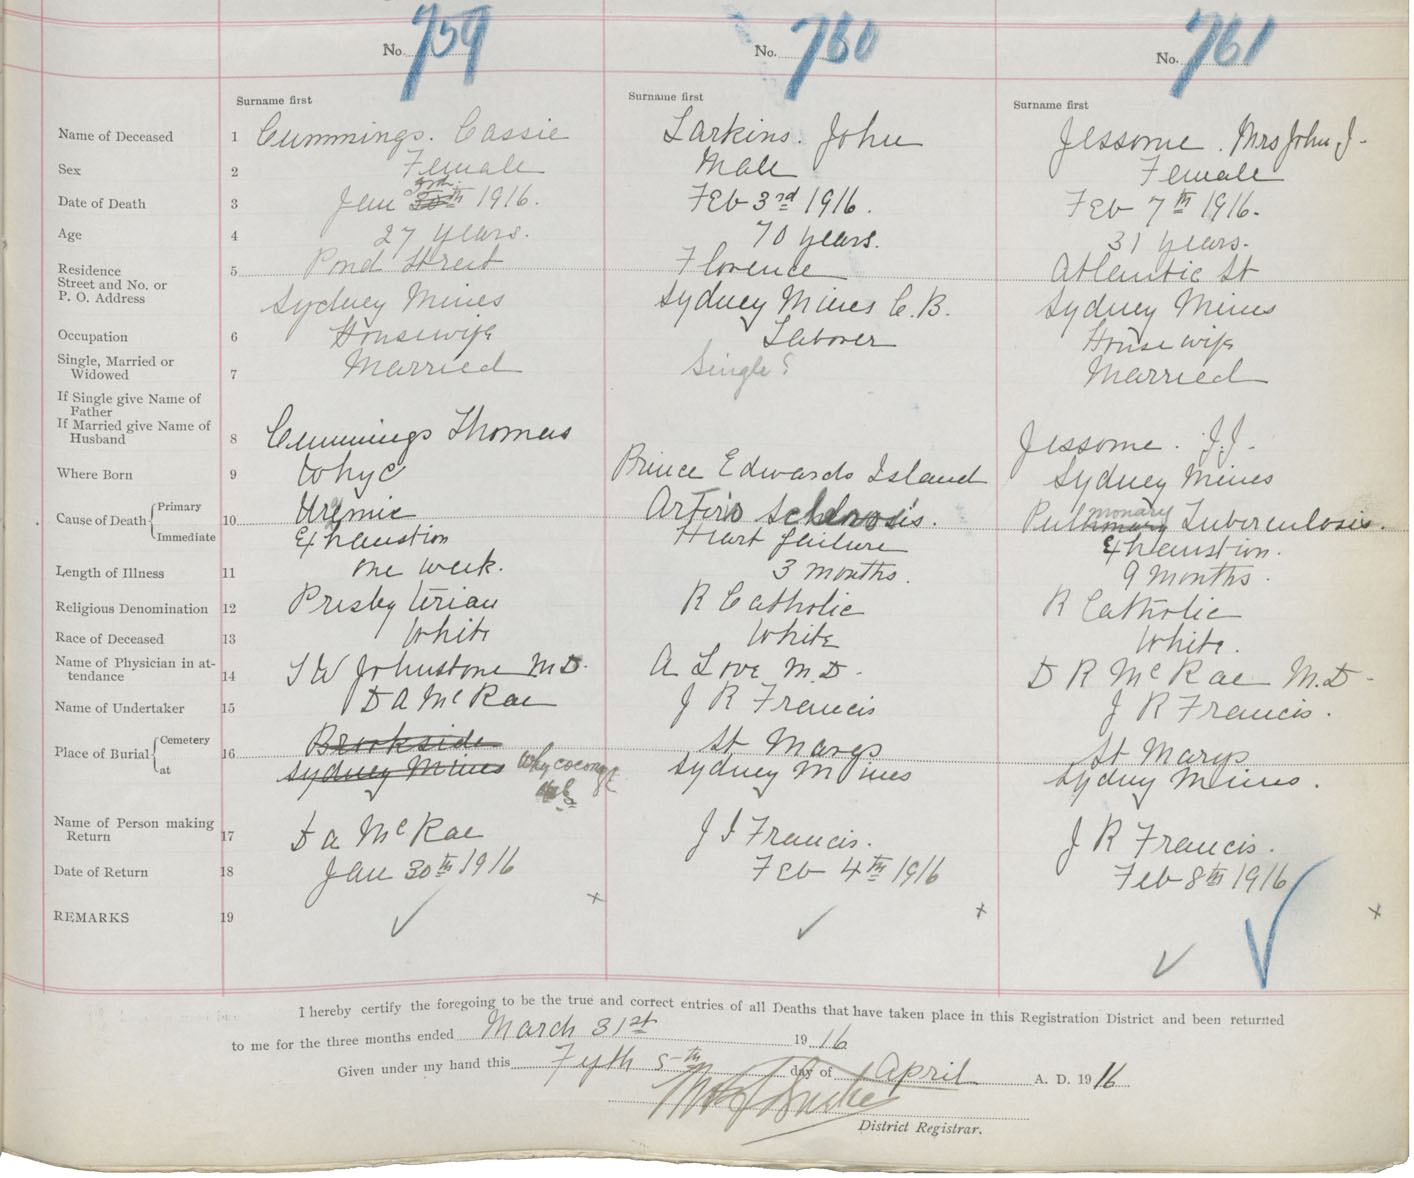 No. 759 No. 760 No. 761
Surname first Surname first Surname first
Name of Deceased 1 Cummings. Cassie Larkins. John Jessome. Mrs John J.
Sex 2 Female Male Female
Date of Death 3 Jan 30th 1916. Feb 3rd 1916. Feb 7th 1916.
Age 4 27 years. 70 years. 31 years.
Residence 5 Pond Street Florence Atlantic St
Street and No. or
P. O. Address Sydney Mines Sydney Mines C. B. Sydney Mines
Occupation 6 Housewife Laborer Housewife
Single, Married or
Widowed 7 Married Single ? Married
If Single give Name of
Father
If Married give Name of
Husband 8 Cummings Thomas Jessome. J.J.
Where Born 9 Whyc Prince Edwards Island Sydney Mines
Cause of Death Primary 10 Uremic Arterio Sclerosis. Pulmonary Tuberculosis.
Immediate Exhaustion Heart failure Exhaustion.
Length of Illness 11 one week. 3 months. 9 months.
Religious Denomination 12 Presbyterian R Catholic R Catholic
Race of Deceased 13 White White White.
Name of Physician in at-
tendance 14 T W Johnstone M.D. A Love M.D. D R McRae M.D.
Name of Undertaker 15 D A McRae J R Francis J R Francis.
Place of Burial Cemetery 16 Brookside St Marys St Marys
at Sydney Mines Whycocomagh Sydney Mines Sydney Mines.
Name of Person making
Return 17 D A McRae J J Francis. J R Francis.
Date of Return 18 Jan 30th 1916 Feb 4th 1916 Feb 8th 1916
REMARKS 19
I hereby certify the foregoing to be the true and correct entries of all Deaths that have taken place in this Registration District and been returned
to me for the three months ended March 31st 1916
Given under my hand this Fifth 5th day of April A. D. 1916
District Registrar.